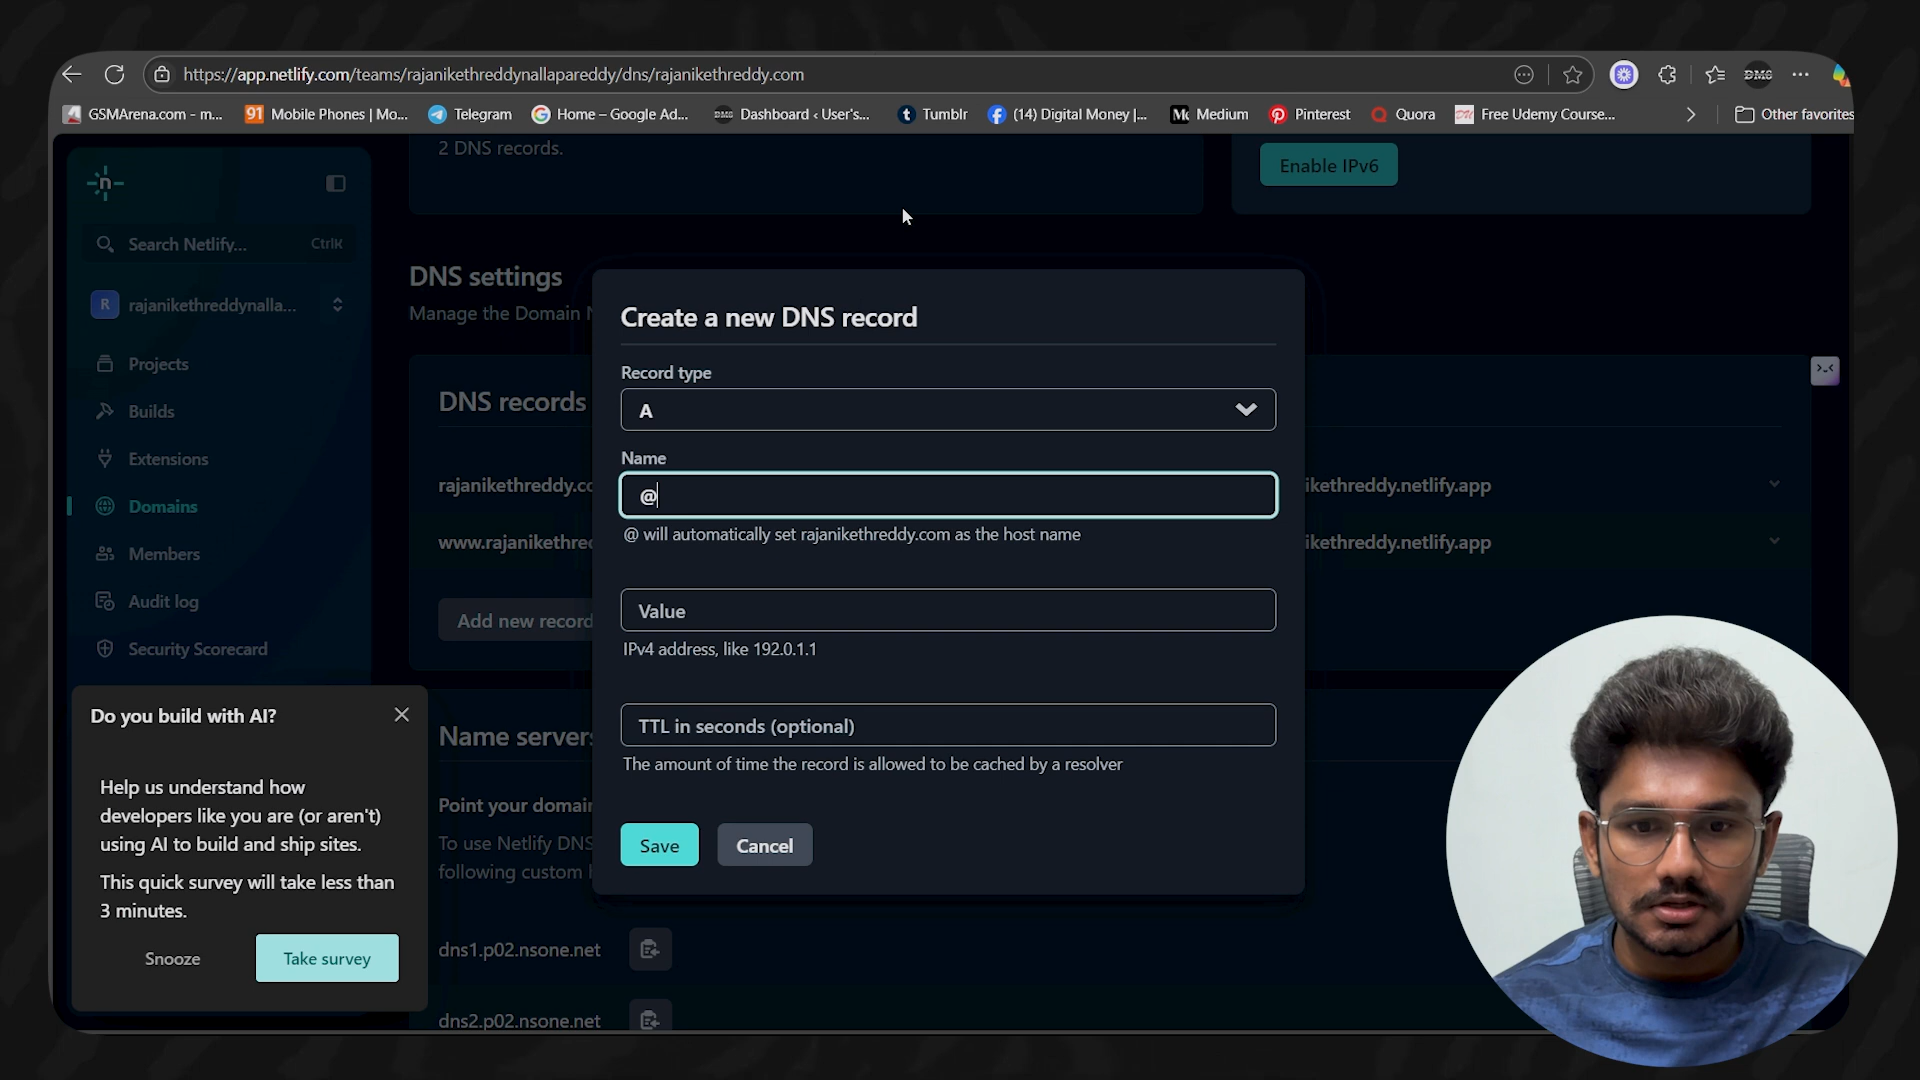 https://app.netlify.com/teams/rajanikethreddynallapareddy/dns/rajanikethreddy.com
DMG
GSMArena.com - m...
91 Mobile Phones | Mo...
Telegram
Home – Google Ad...
DMG Dashboard ‹ User's...
Tumblr
(14) Digital Money |...
Medium
Pinterest
Quora
DU Free Udemy Course...
Other favorites
2 DNS records.
Enable IPv6
Search Netlify...
CtrlK
R rajanikethreddynalla...
Projects
Builds
Extensions
Domains
Members
Audit log
Security Scorecard
DNS settings
Manage the Domain N
DNS records
rajanikethreddy.co
ikethreddy.netlify.app
www.rajanikethred
ikethreddy.netlify.app
Add new record
Create a new DNS record
Record type
A
Name
@
@ will automatically set rajanikethreddy.com as the host name
Value
IPv4 address, like 192.0.1.1
TTL in seconds (optional)
The amount of time the record is allowed to be cached by a resolver
Save
Cancel
Name servers
Point your domain
To use Netlify DNS
following custom
dns1.p02.nsone.net
dns2.p02.nsone.net
Do you build with AI?
Help us understand how
developers like you are (or aren't)
using AI to build and ship sites.
This quick survey will take less than
3 minutes.
Snooze
Take survey